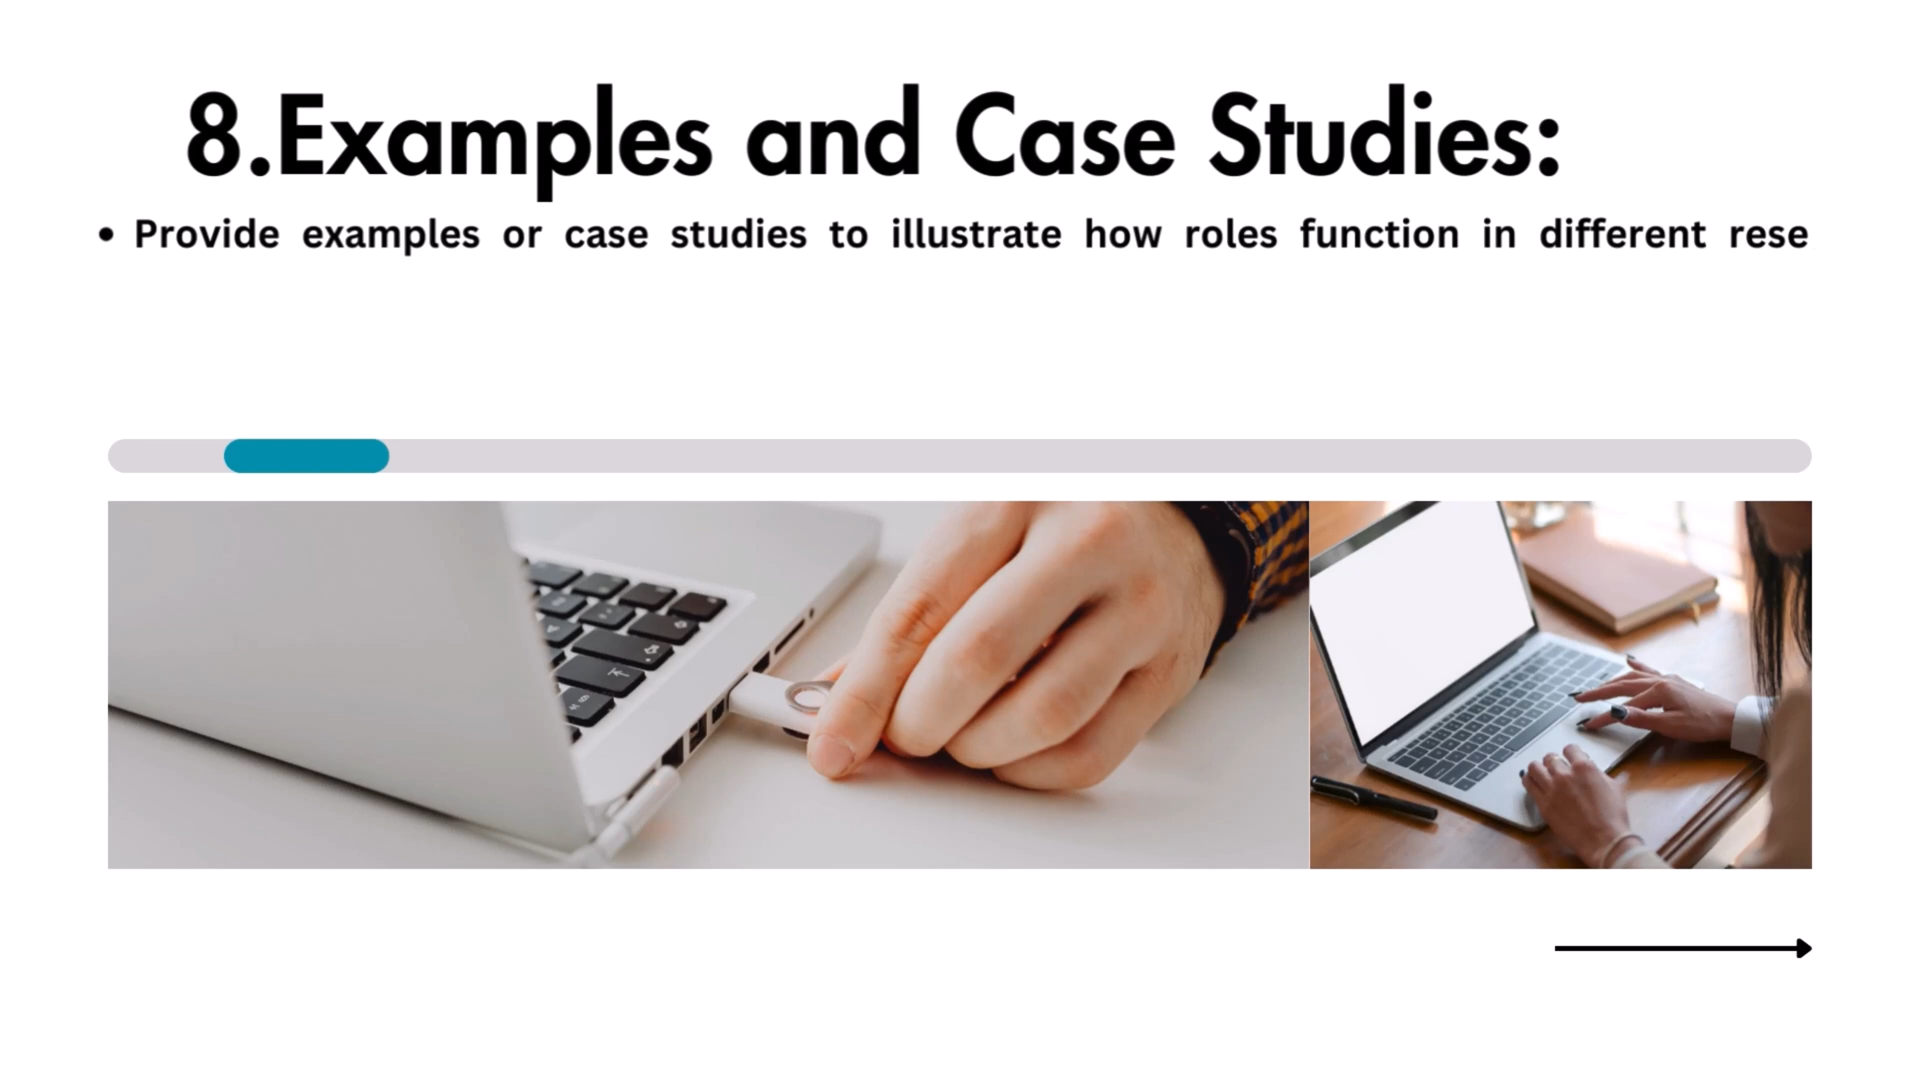 8.Examples and Case Studies:
• Provide examples or case studies to illustrate how roles function in different rese